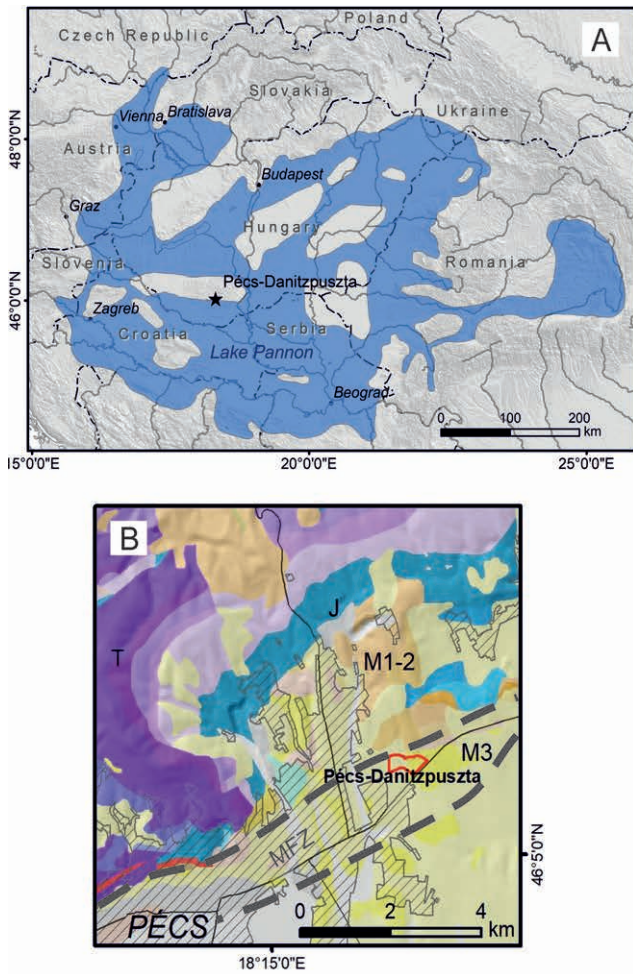 Poland
Czech Republic
A
Slovakia
Vienna
Bratislava
Ukraine
48°0'0"N
Austria
Budapest
Graz
Hungary
Slovenia
Romania
Pécs-Danitzpuszta
46°0'0"N
Zagreb
Croatia
Serbia
Lake Pannon
Beograd
0 100 200
km
15°0'0"E 20°0'0"E 25°0'0"E
B
J
T
M1-2
M3
Pécs-Danitzpuszta
MFZ
46°5'0"N
PÉCS
0 2 4
km
18°15'0"E